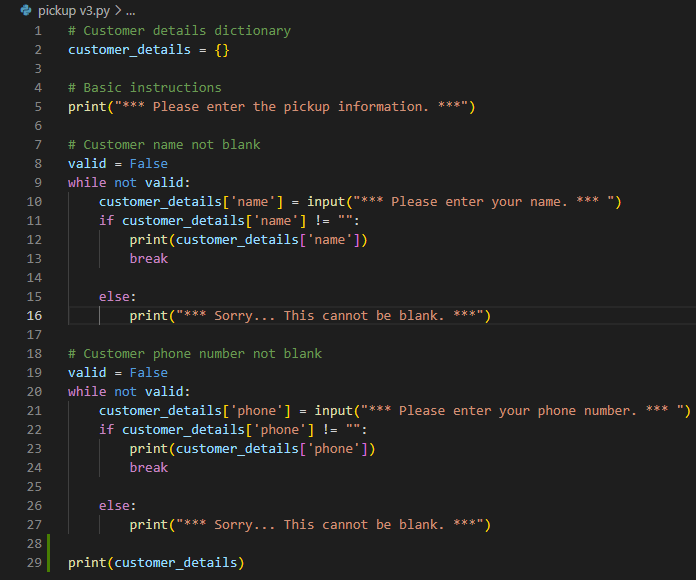 pickup v3.py > ...
1 # Customer details dictionary
2 customer_details = {}
3
4 # Basic instructions
5 print("*** Please enter the pickup information. ***")
6
7 # Customer name not blank
8 valid = False
9 while not valid:
10     customer_details['name'] = input("*** Please enter your name. *** ")
11     if customer_details['name'] != "":
12         print(customer_details['name'])
13         break
14
15     else:
16         print("*** Sorry... This cannot be blank. ***")
17
18 # Customer phone number not blank
19 valid = False
20 while not valid:
21     customer_details['phone'] = input("*** Please enter your phone number. *** ")
22     if customer_details['phone'] != "":
23         print(customer_details['phone'])
24         break
25
26     else:
27         print("*** Sorry... This cannot be blank. ***")
28
29 print(customer_details)